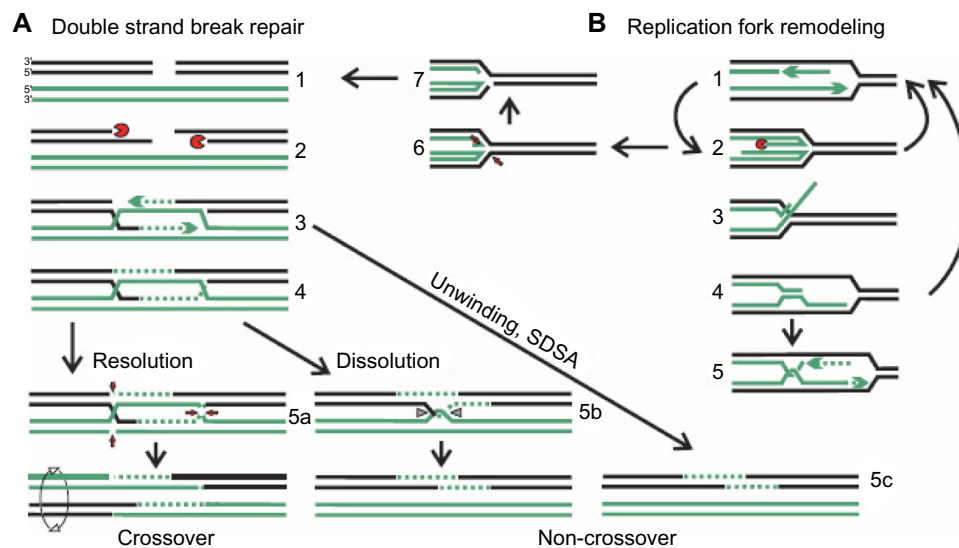 A Double strand break repair
B Replication fork remodeling
3'
5'
1
5'
3'
2
3
4
Resolution
Dissolution
Unwinding, SDSA
5a
5b
5c
Crossover
Non-crossover
7
6
1
2
3
4
5